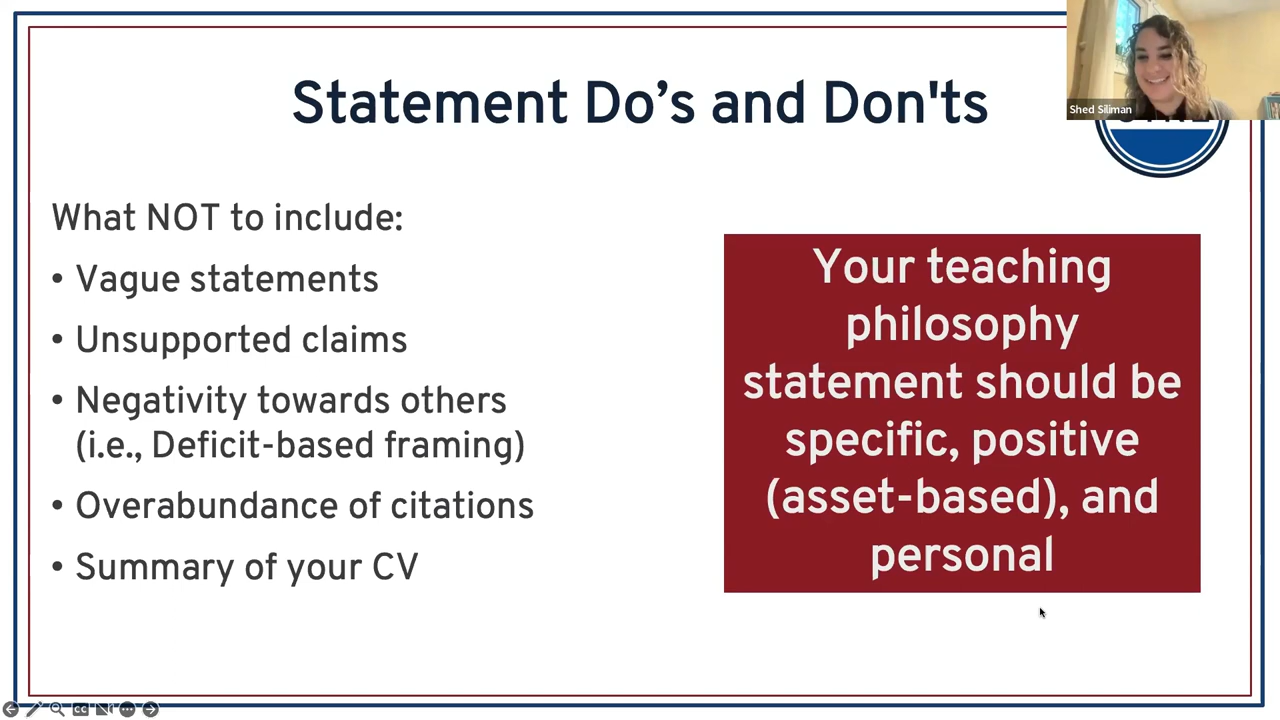 Statement Do’s and Don'ts
Shed Siliman
What NOT to include:
• Vague statements
• Unsupported claims
• Negativity towards others
(i.e., Deficit-based framing)
• Overabundance of citations
• Summary of your CV
Your teaching
philosophy
statement should be
specific, positive
(asset-based), and
personal
CC